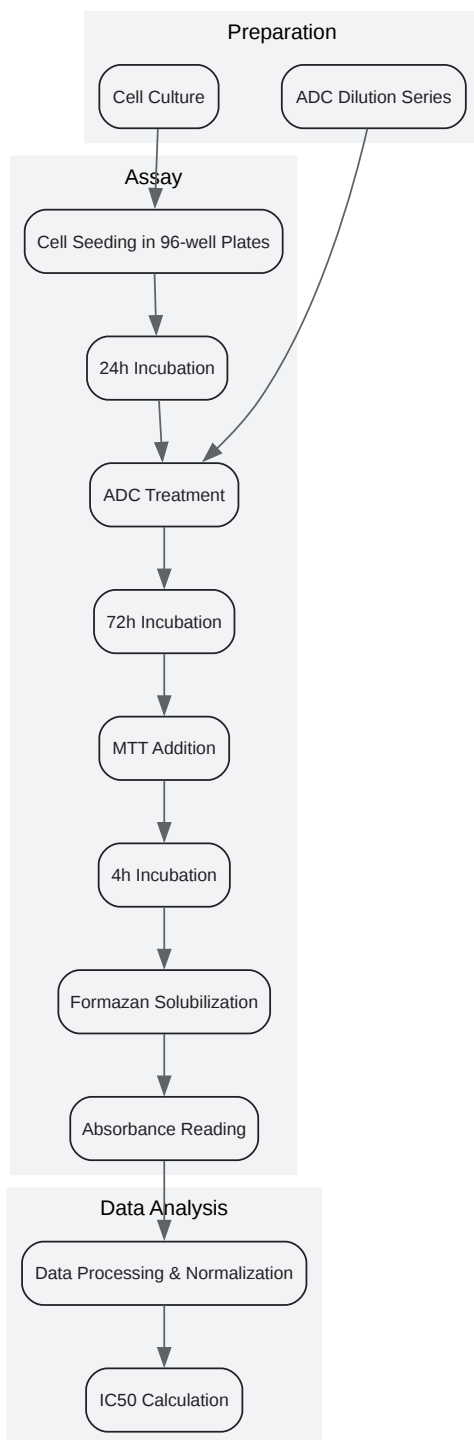 Preparation
Cell Culture
ADC Dilution Series
Assay
Cell Seeding in 96-well Plates
24h Incubation
ADC Treatment
72h Incubation
MTT Addition
4h Incubation
Formazan Solubilization
Absorbance Reading
Data Analysis
Data Processing & Normalization
IC50 Calculation